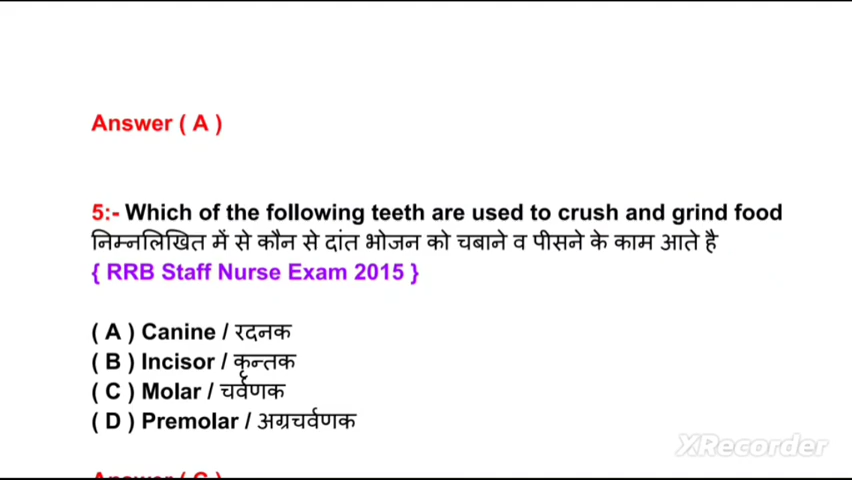 Answer ( A )
5:- Which of the following teeth are used to crush and grind food
निम्नलिखित में से कौन से दांत भोजन को चबाने व पीसने के काम आते है
{ RRB Staff Nurse Exam 2015 }
( A ) Canine / रदनक
( B ) Incisor / कृन्तक
( C ) Molar / चर्वणक
( D ) Premolar / अग्रचर्वणक
XRecorder
Answer ( C )